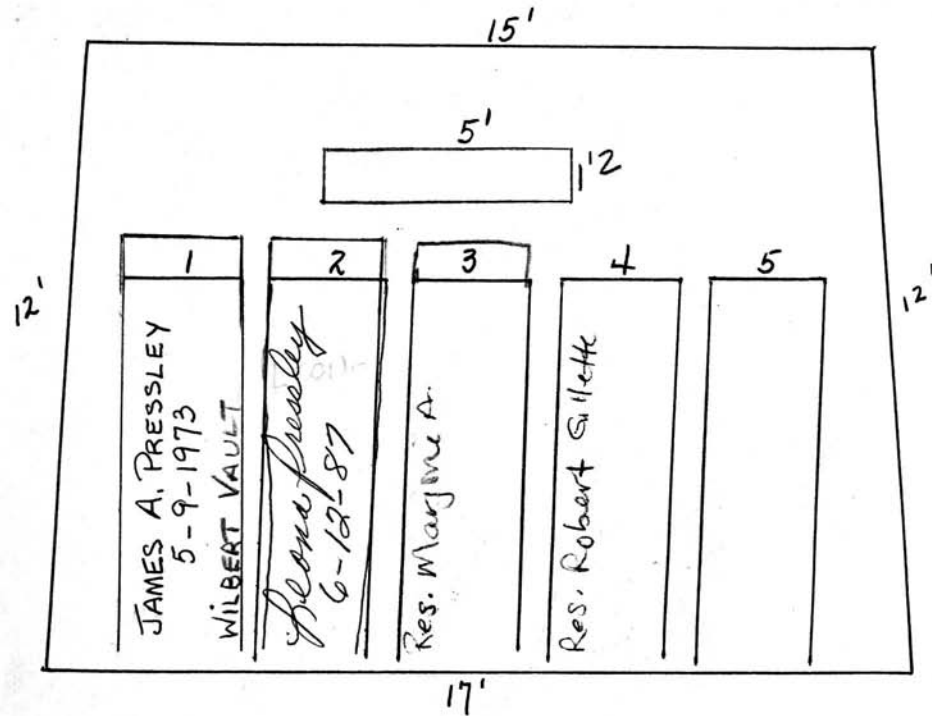 15'
5'
1'2
12'
12'
1
2
3
4
5
JAMES A. PRESSLEY
5-9-1973
WILBERT VAULT
Pressley
6-12-87
Res. Marjorie A.
Res. Robert Gillette
17'